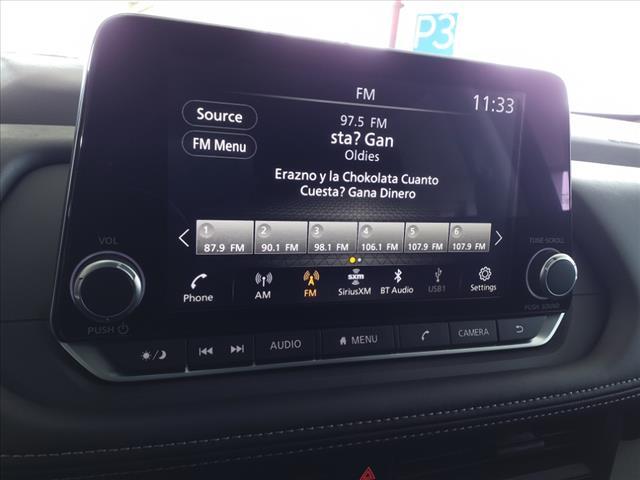 P3
FM
11:33
Source
97.5 FM
sta? Gan
FM Menu
Oldies
Erazno y la Chokolata Cuanto
Cuesta? Gana Dinero
1 2 3 4 5 6
87.9 FM 90.1 FM 98.1 FM 106.1 FM 107.9 FM 107.9 FM
VOL
TUNE·SCROLL
sxm
Phone AM FM SiriusXM BT Audio USB1 Settings
PUSH
PUSH SOUND
AUDIO MENU CAMERA